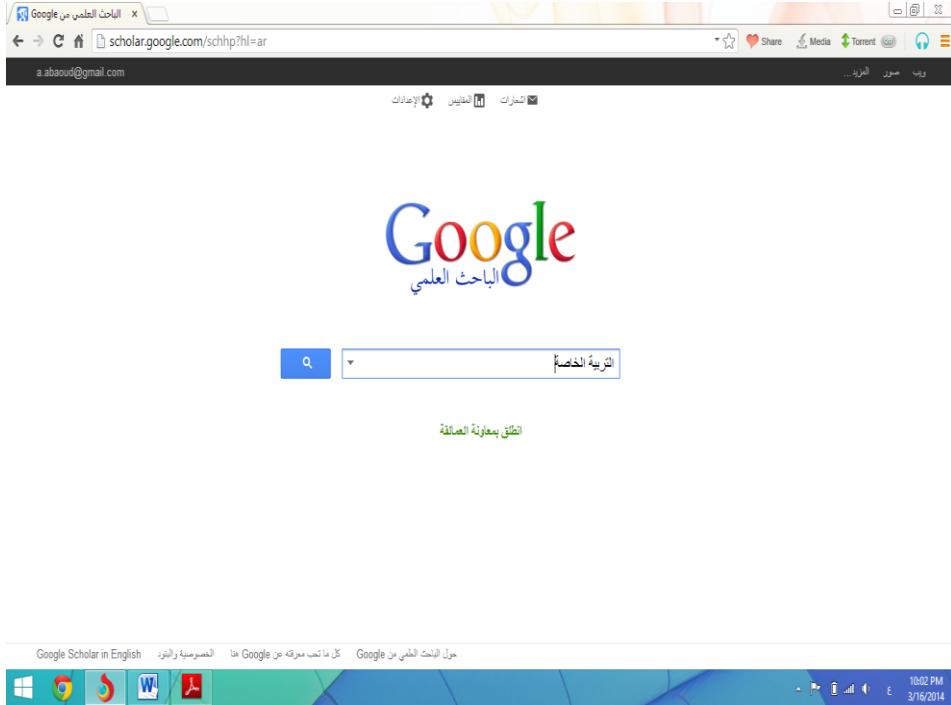 الباحث العلمي من Google
scholar.google.com/schhp?hl=ar
Share Media Torrent
a.abaoud@gmail.com
ويب صور المزيد...
اشعارات المقاييس الإعدادات
Google
الباحث العلمي
التربية الخاصة
انطلق بمعاونة العمالقة
حول الباحث العلمي من Google كل ما تحب معرفته عن Google هنا الخصوصية والبنود Google Scholar in English
ع
10:02 PM
3/16/2014